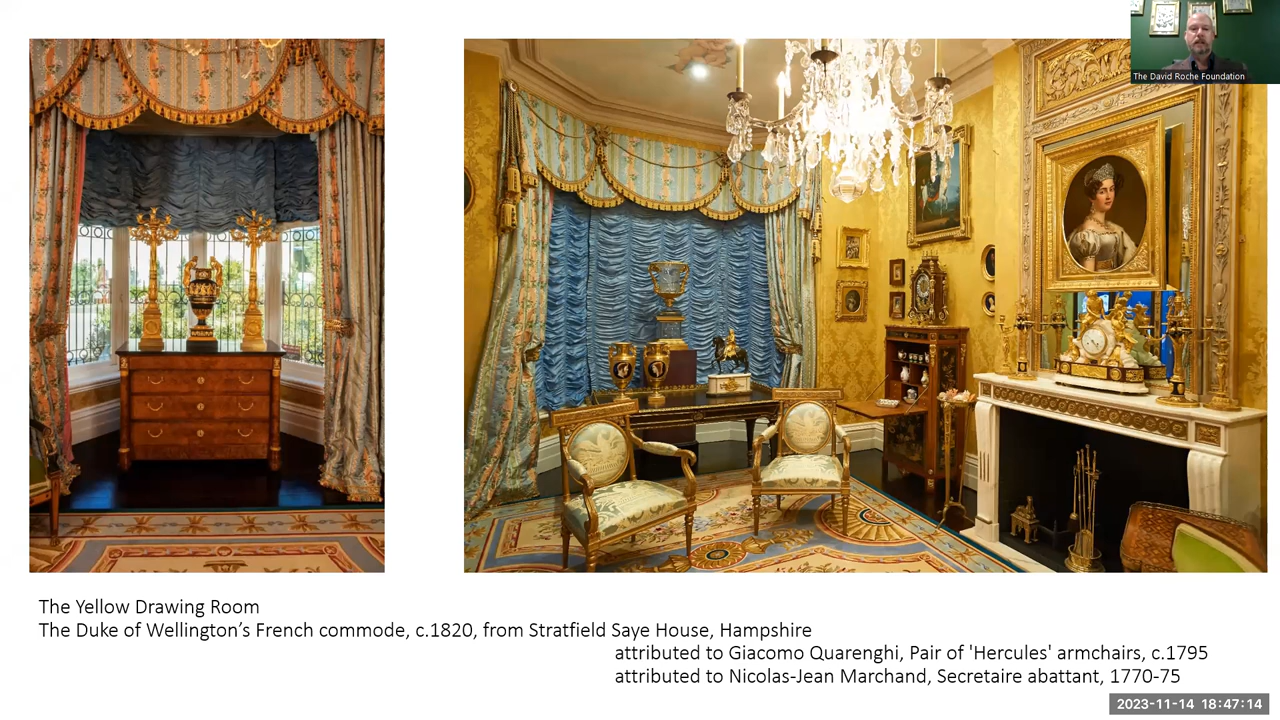 The David Roche Foundation
The Yellow Drawing Room
The Duke of Wellington’s French commode, c.1820, from Stratfield Saye House, Hampshire
attributed to Giacomo Quarenghi, Pair of 'Hercules' armchairs, c.1795
attributed to Nicolas-Jean Marchand, Secretaire abattant, 1770-75
2023-11-14 18:47:14